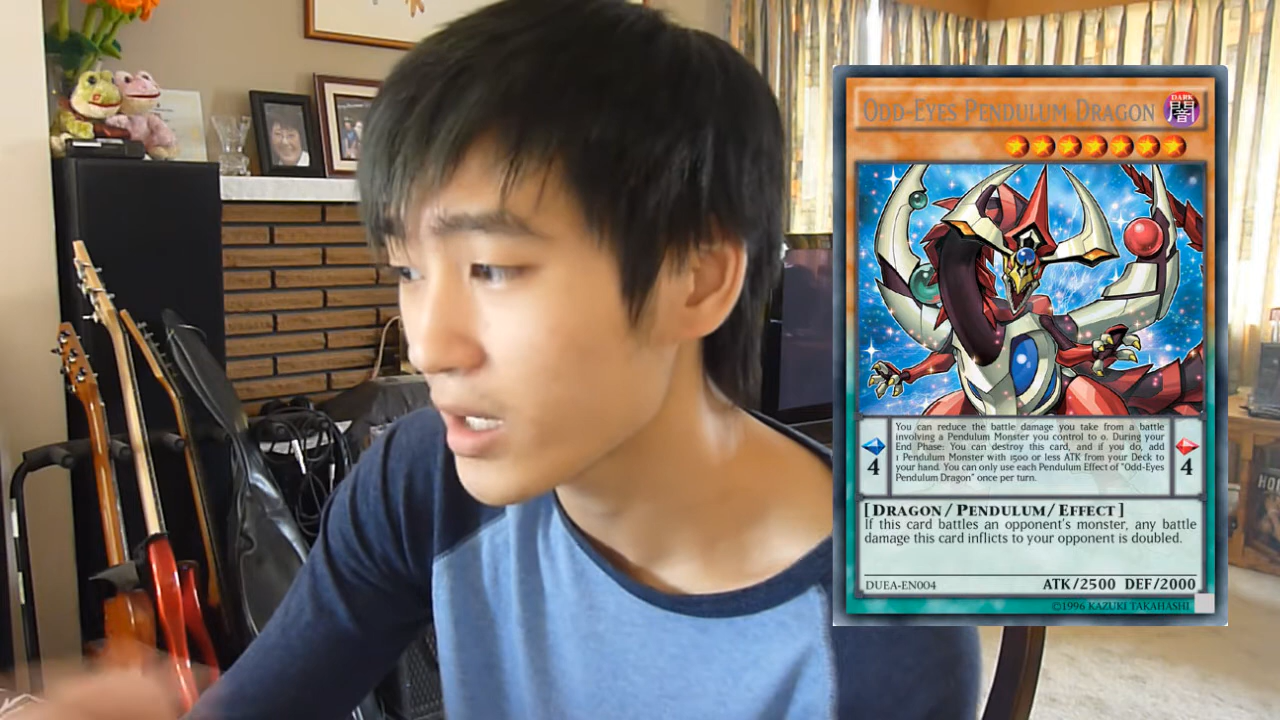 ODD-EYES PENDULUM DRAGON
DARK
闇
You can reduce the battle damage you take from a battle
involving a Pendulum Monster you control to 0. During your
End Phase: You can destroy this card, and if you do, add
1 Pendulum Monster with 1500 or less ATK from your Deck to
your hand. You can only use each Pendulum Effect of "Odd-Eyes
Pendulum Dragon" once per turn.
4
4
[DRAGON/PENDULUM/EFFECT]
If this card battles an opponent's monster, any battle
damage this card inflicts to your opponent is doubled.
DUEA-EN004
ATK/2500 DEF/2000
©1996 KAZUKI TAKAHASHI